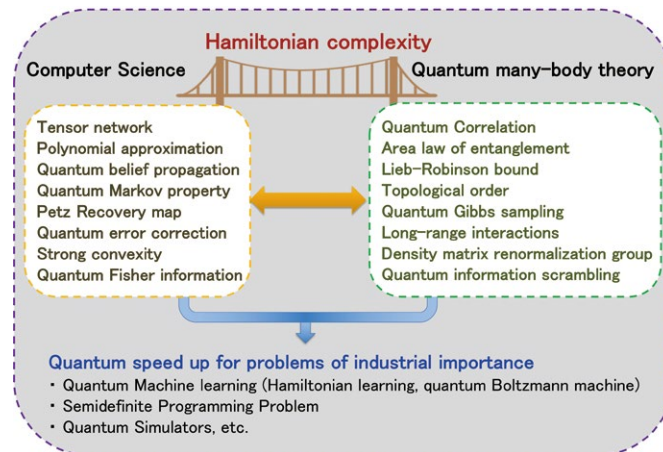 Hamiltonian complexity
Computer Science
Quantum many-body theory
Tensor network
Polynomial approximation
Quantum belief propagation
Quantum Markov property
Petz Recovery map
Quantum error correction
Strong convexity
Quantum Fisher information
Quantum Correlation
Area law of entanglement
Lieb-Robinson bound
Topological order
Quantum Gibbs sampling
Long-range interactions
Density matrix renormalization group
Quantum information scrambling
Quantum speed up for problems of industrial importance
・Quantum Machine learning (Hamiltonian learning, quantum Boltzmann machine)
・Semidefinite Programming Problem
・Quantum Simulators, etc.